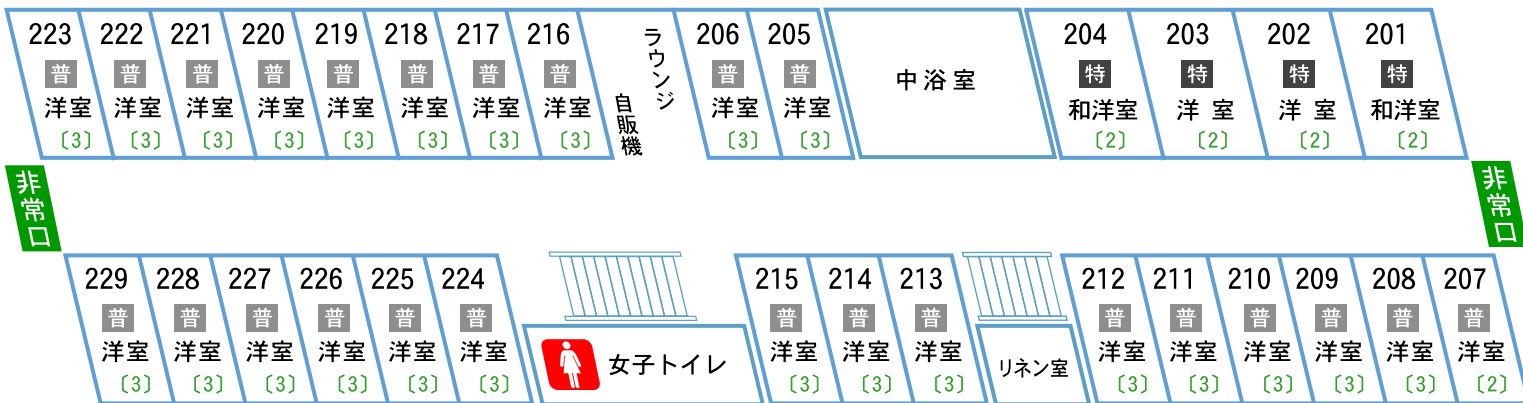 223 222 221 220 219 218 217 216 ラウンジ 206 205 中浴室 204 203 202 201
普 普 普 普 普 普 普 普 普 普 特 特 特 特
洋室 洋室 洋室 洋室 洋室 洋室 洋室 洋室 自販機 洋室 洋室 和洋室 洋室 洋室 和洋室
〔3〕 〔3〕 〔3〕 〔3〕 〔3〕 〔3〕 〔3〕 〔3〕 〔3〕 〔3〕 〔2〕 〔2〕 〔2〕 〔2〕
非常口 非常口
229 228 227 226 225 224 215 214 213 212 211 210 209 208 207
普 普 普 普 普 普 普 普 普 普 普 普 普 普 普
洋室 洋室 洋室 洋室 洋室 洋室 女子トイレ 洋室 洋室 洋室 リネン室 洋室 洋室 洋室 洋室 洋室 洋室
〔3〕 〔3〕 〔3〕 〔3〕 〔3〕 〔3〕 〔3〕 〔3〕 〔3〕 〔3〕 〔3〕 〔3〕 〔3〕 〔3〕 〔2〕